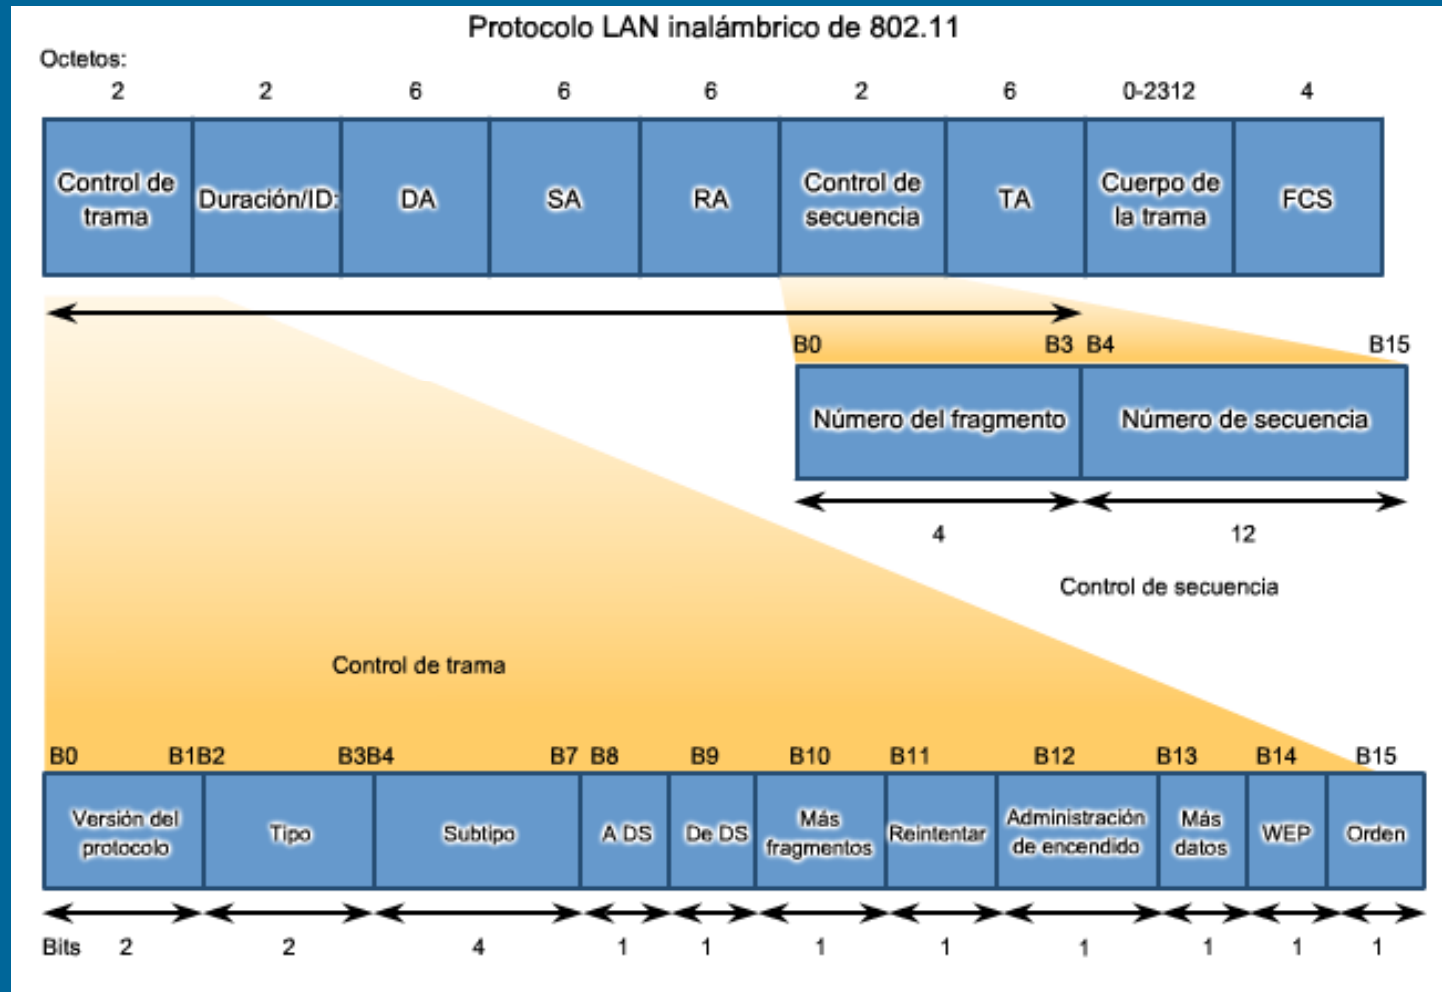 Protocolo LAN inalámbrico de 802.11
Octetos:
2 2 6 6 6 2 6 0-2312 4
Control de trama
Duración/ID:
DA
SA
RA
Control de secuencia
TA
Cuerpo de la trama
FCS
B0 B3 B4 B15
Número del fragmento
Número de secuencia
4 12
Control de secuencia
Control de trama
B0 B1B2 B3B4 B7 B8 B9 B10 B11 B12 B13 B14 B15
Versión del protocolo
Tipo
Subtipo
A DS
De DS
Más fragmentos
Reintentar
Administración de encendido
Más datos
WEP
Orden
Bits 2 2 4 1 1 1 1 1 1 1 1